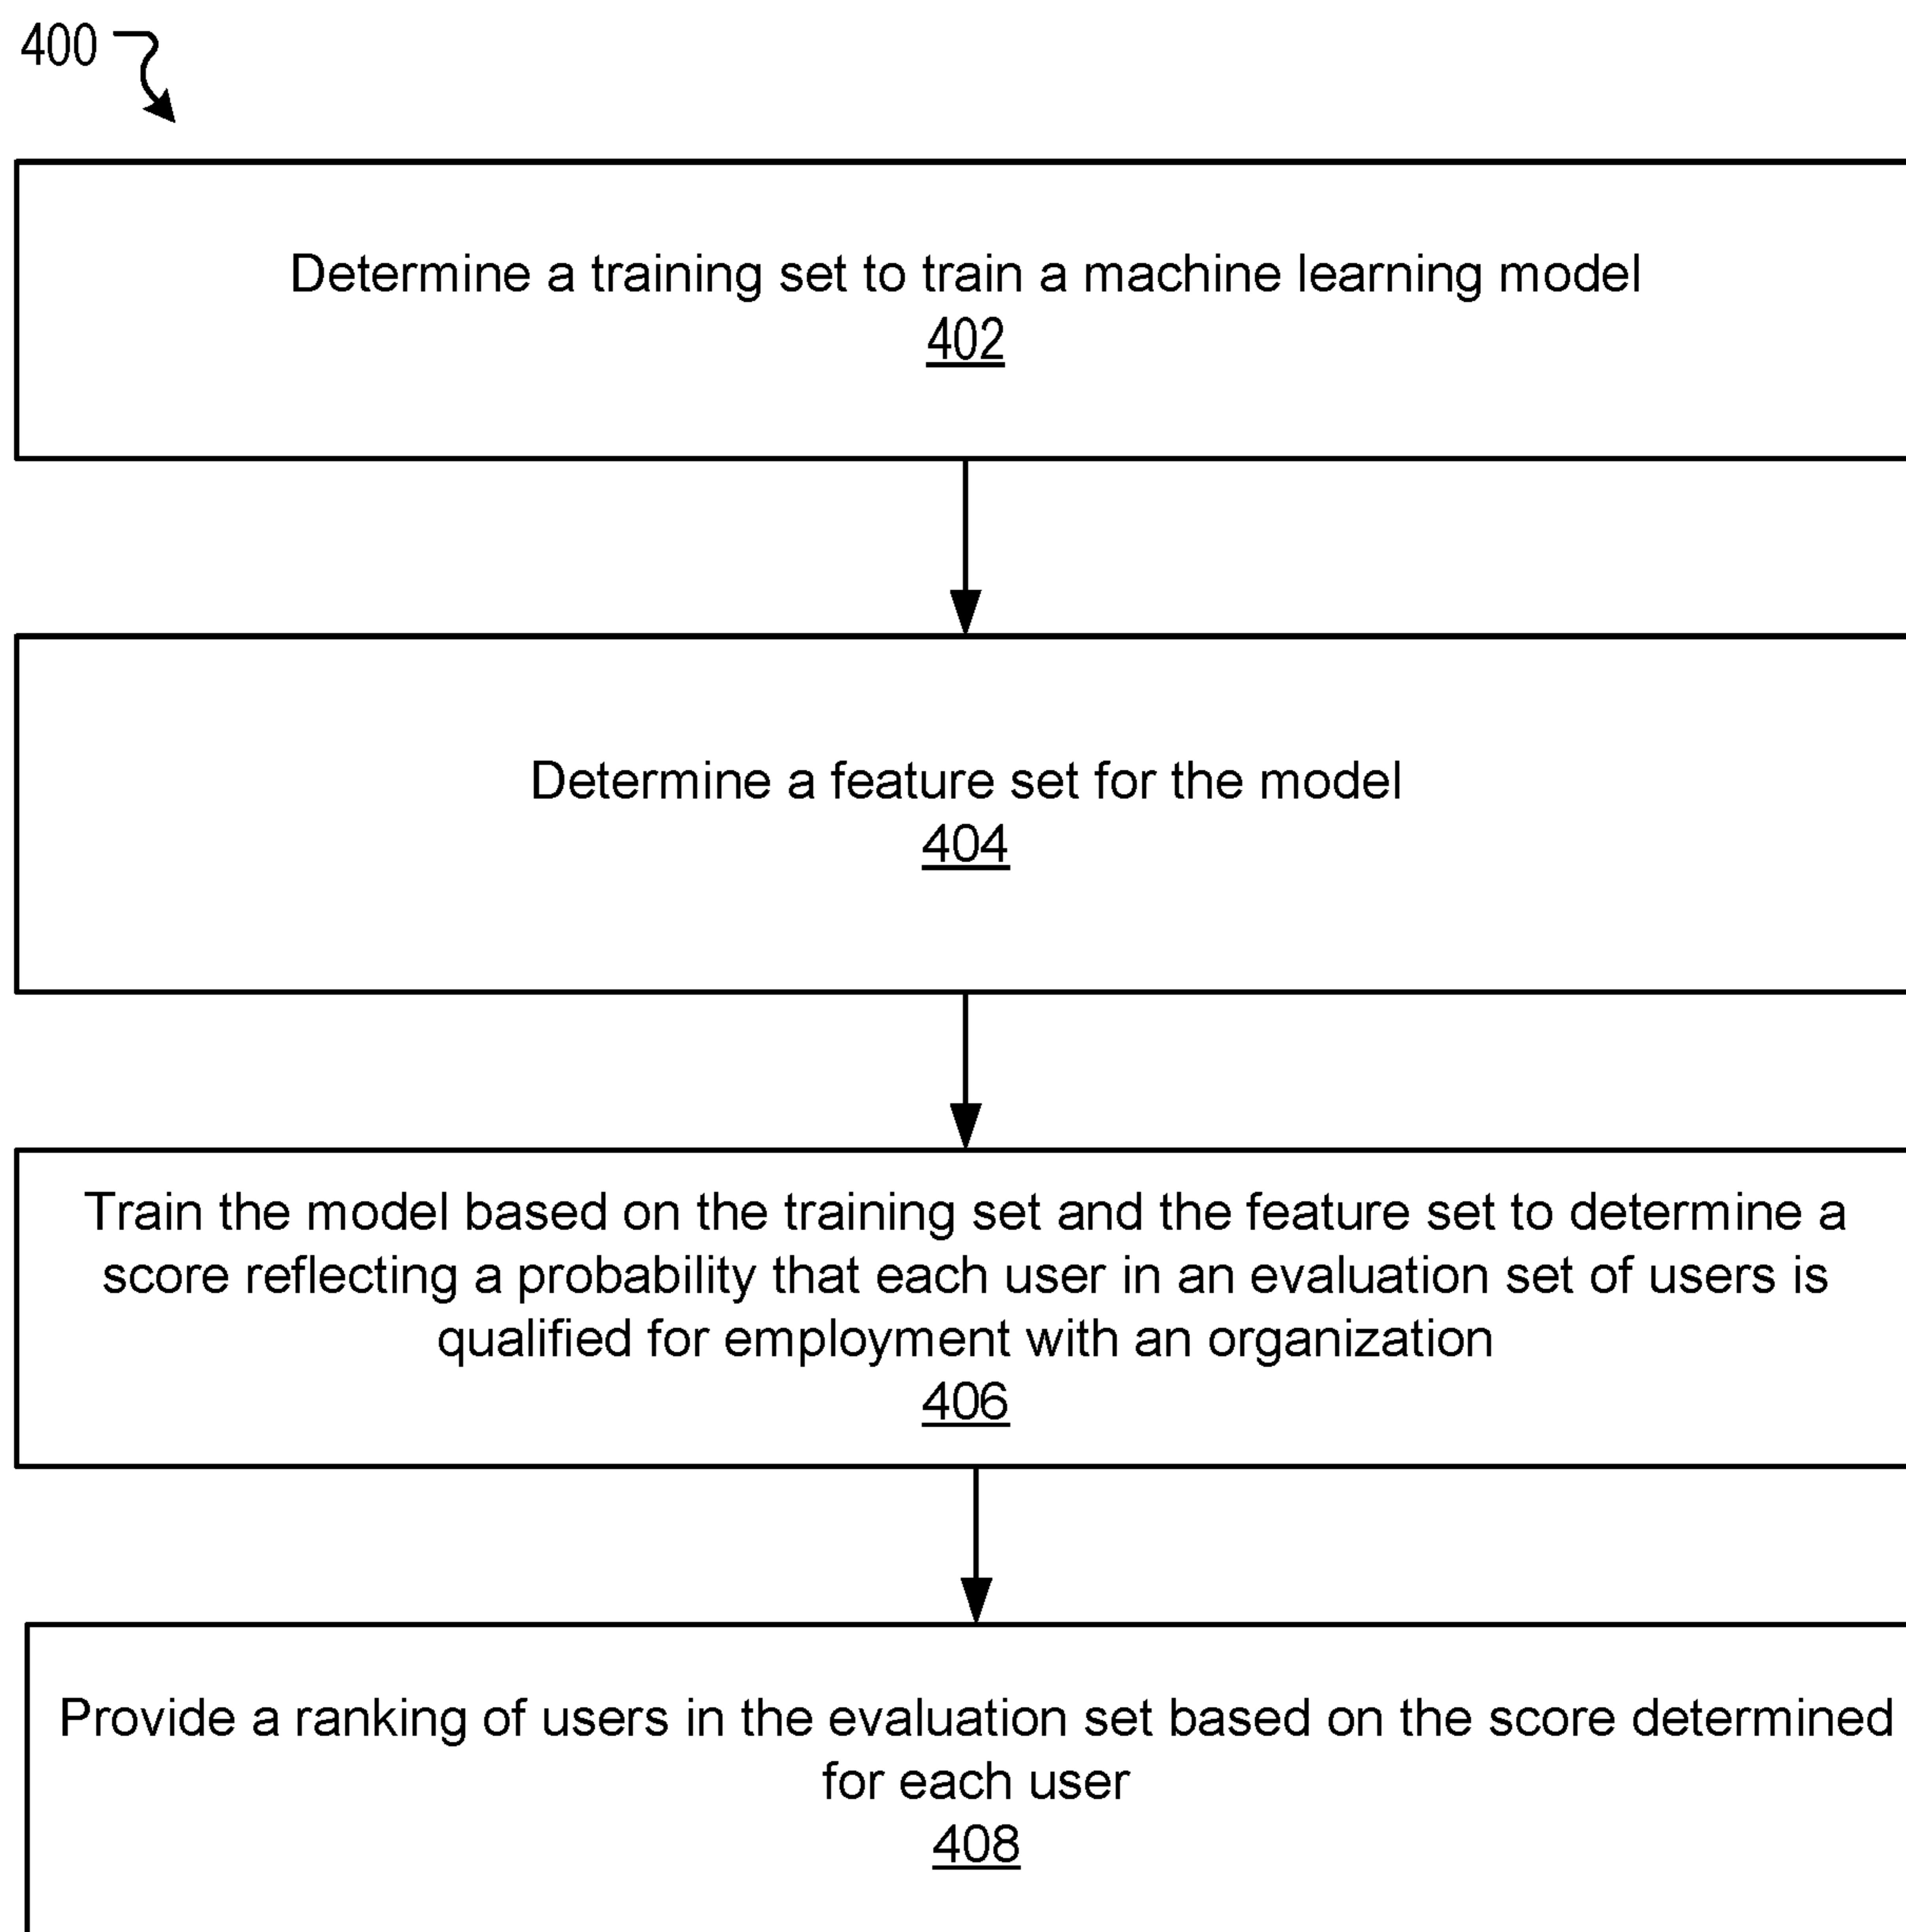 400
Determine a training set to train a machine learning model
402
Determine a feature set for the model
404
Train the model based on the training set and the feature set to determine a
score reflecting a probability that each user in an evaluation set of users is
qualified for employment with an organization
406
Provide a ranking of users in the evaluation set based on the score determined
for each user
408